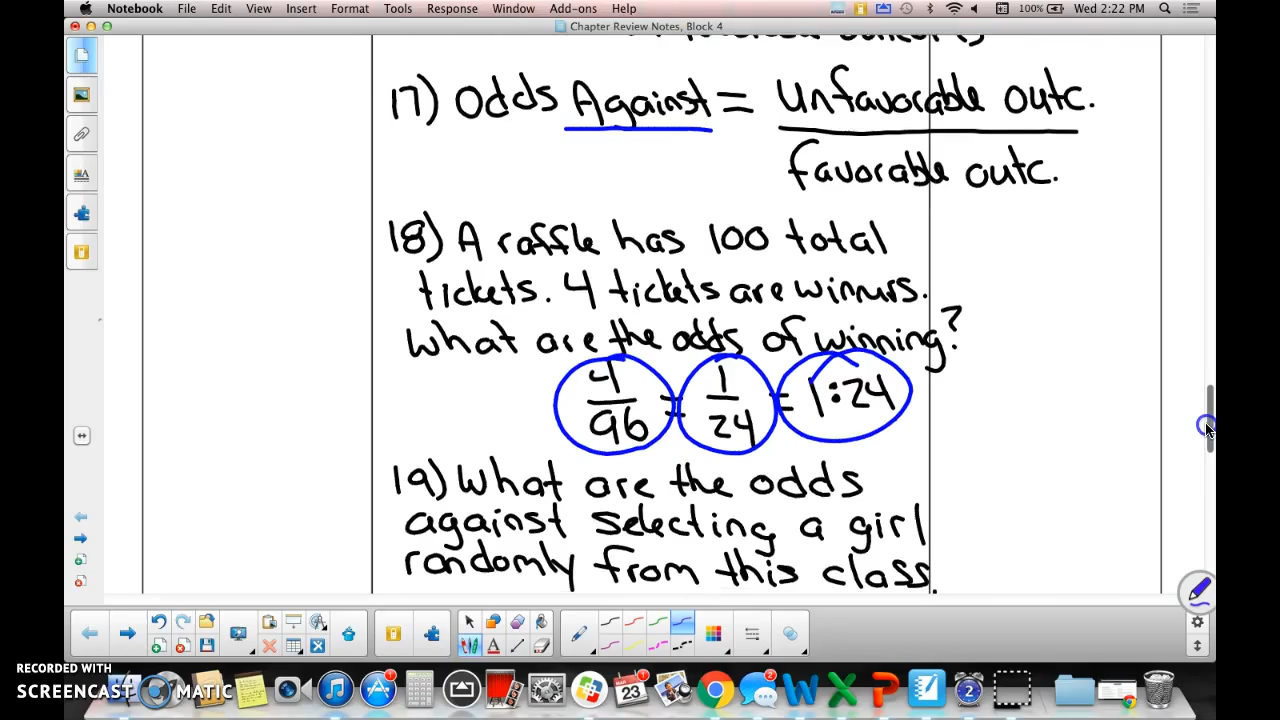 Notebook File Edit View Insert Format Tools Response Window Add-ons Help 100% Wed 2:22 PM
Chapter Review Notes, Block 4
17) Odds Against = Unfavorable outc.
favorable outc.
18) A raffle has 100 total
tickets. 4 tickets are winners.
What are the odds of winning?
4/96 = 1/24 = 1:24
19) What are the odds
against selecting a girl
randomly from this class.
RECORDED WITH
SCREENCAST MATIC